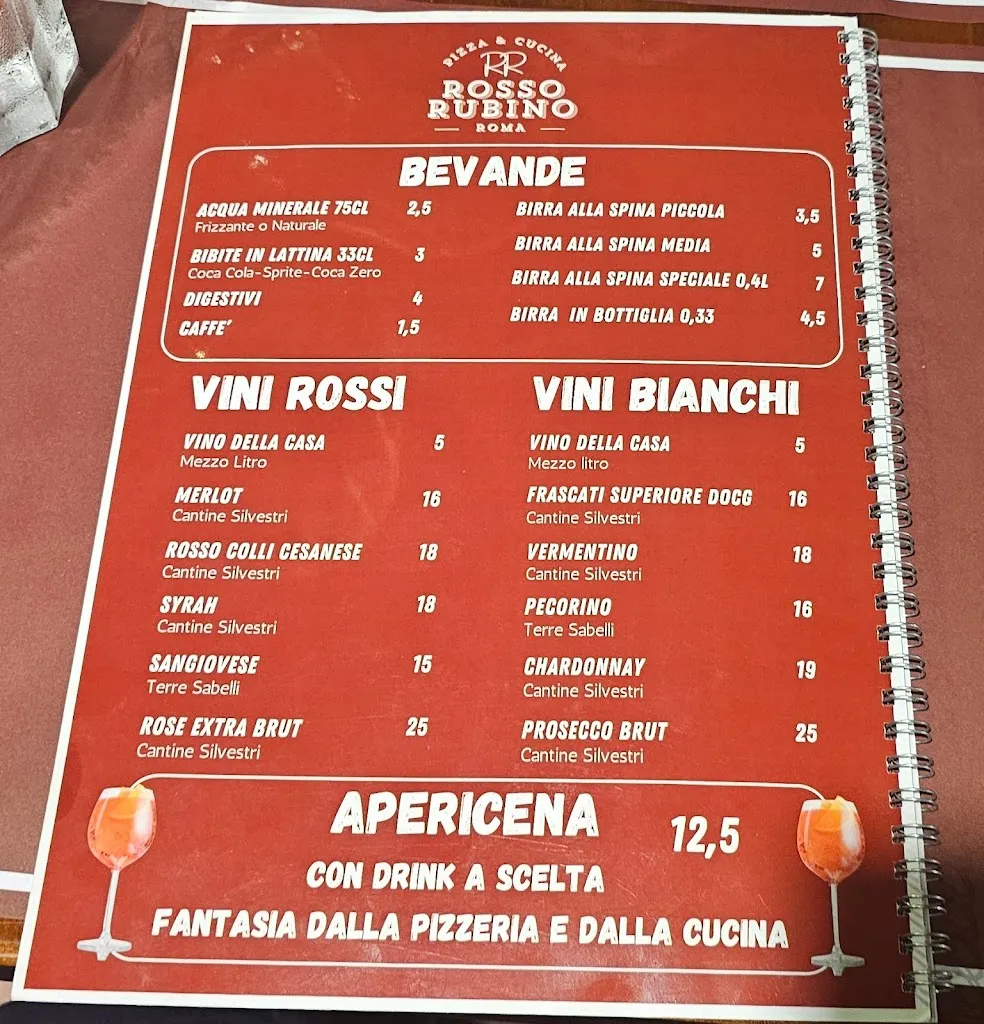 PIZZA & CUCINA
RR
ROSSO
RUBINO
ROMA
BEVANDE
ACQUA MINERALE 75CL 2,5
Frizzante o Naturale
BIBITE IN LATTINA 33CL 3
Coca Cola-Sprite-Coca Zero
DIGESTIVI 4
CAFFE' 1,5
BIRRA ALLA SPINA PICCOLA 3,5
BIRRA ALLA SPINA MEDIA 5
BIRRA ALLA SPINA SPECIALE 0,4L 7
BIRRA IN BOTTIGLIA 0,33 4,5
VINI ROSSI
VINO DELLA CASA 5
Mezzo Litro
MERLOT 16
Cantine Silvestri
ROSSO COLLI CESANESE 18
Cantine Silvestri
SYRAH 18
Cantine Silvestri
SANGIOVESE 15
Terre Sabelli
ROSE EXTRA BRUT 25
Cantine Silvestri
VINI BIANCHI
VINO DELLA CASA 5
Mezzo litro
FRASCATI SUPERIORE DOCG 16
Cantine Silvestri
VERMENTINO 18
Cantine Silvestri
PECORINO 16
Terre Sabelli
CHARDONNAY 19
Cantine Silvestri
PROSECCO BRUT 25
Cantine Silvestri
APERICENA 12,5
CON DRINK A SCELTA
FANTASIA DALLA PIZZERIA E DALLA CUCINA